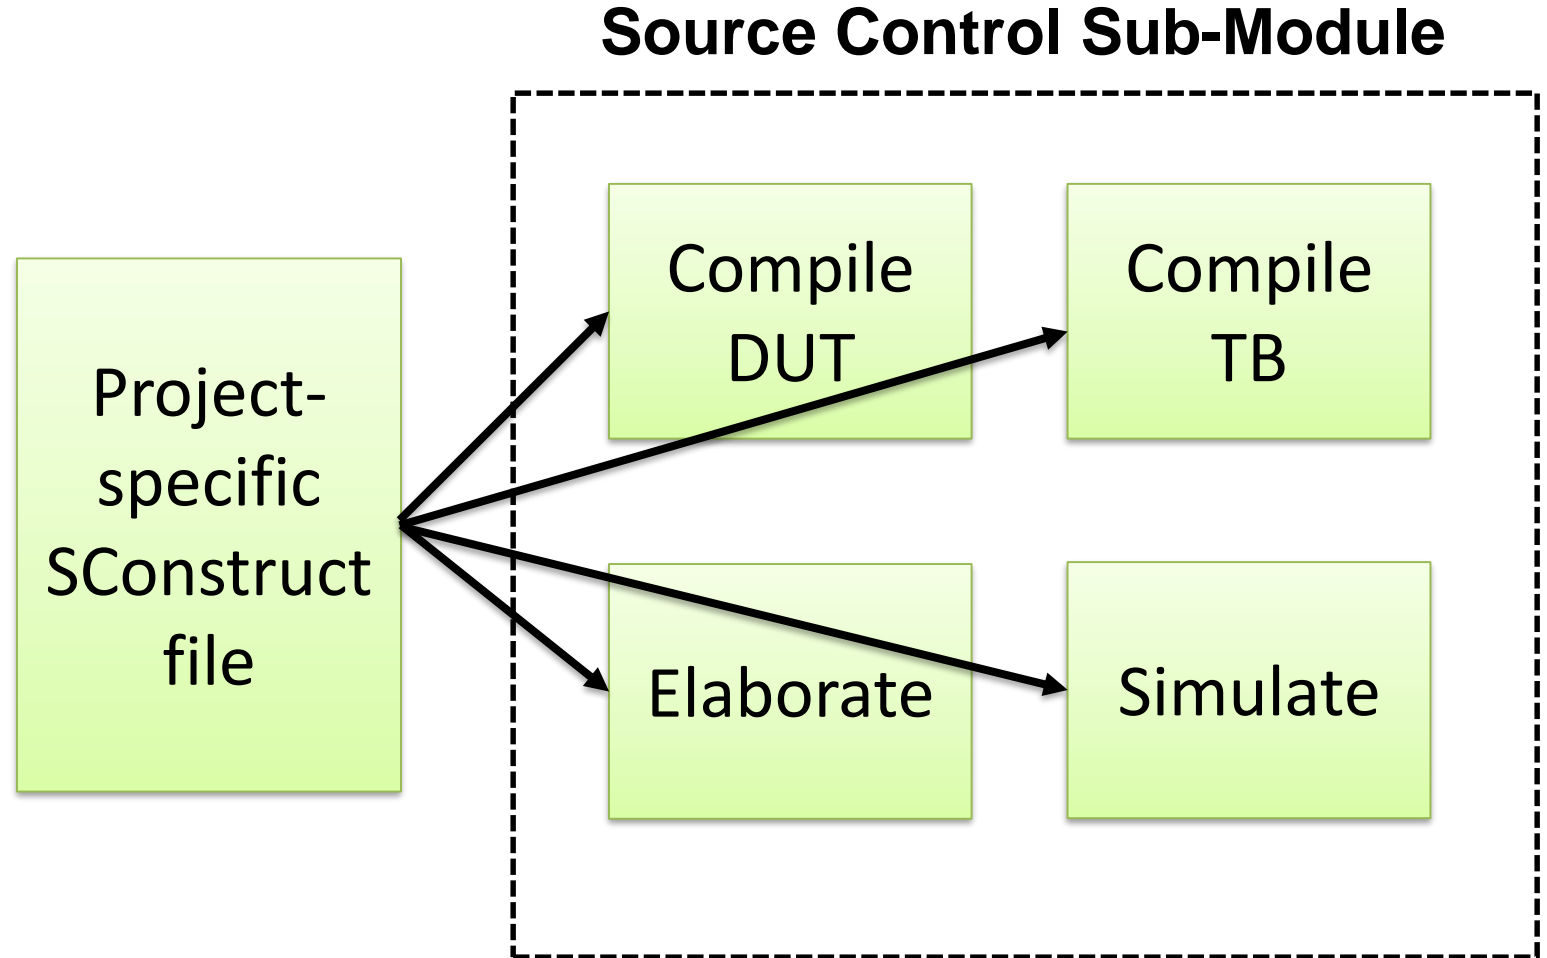 Source Control Sub-Module
Project-
specific
SConstruct
file
Compile
DUT
Compile
TB
Elaborate
Simulate